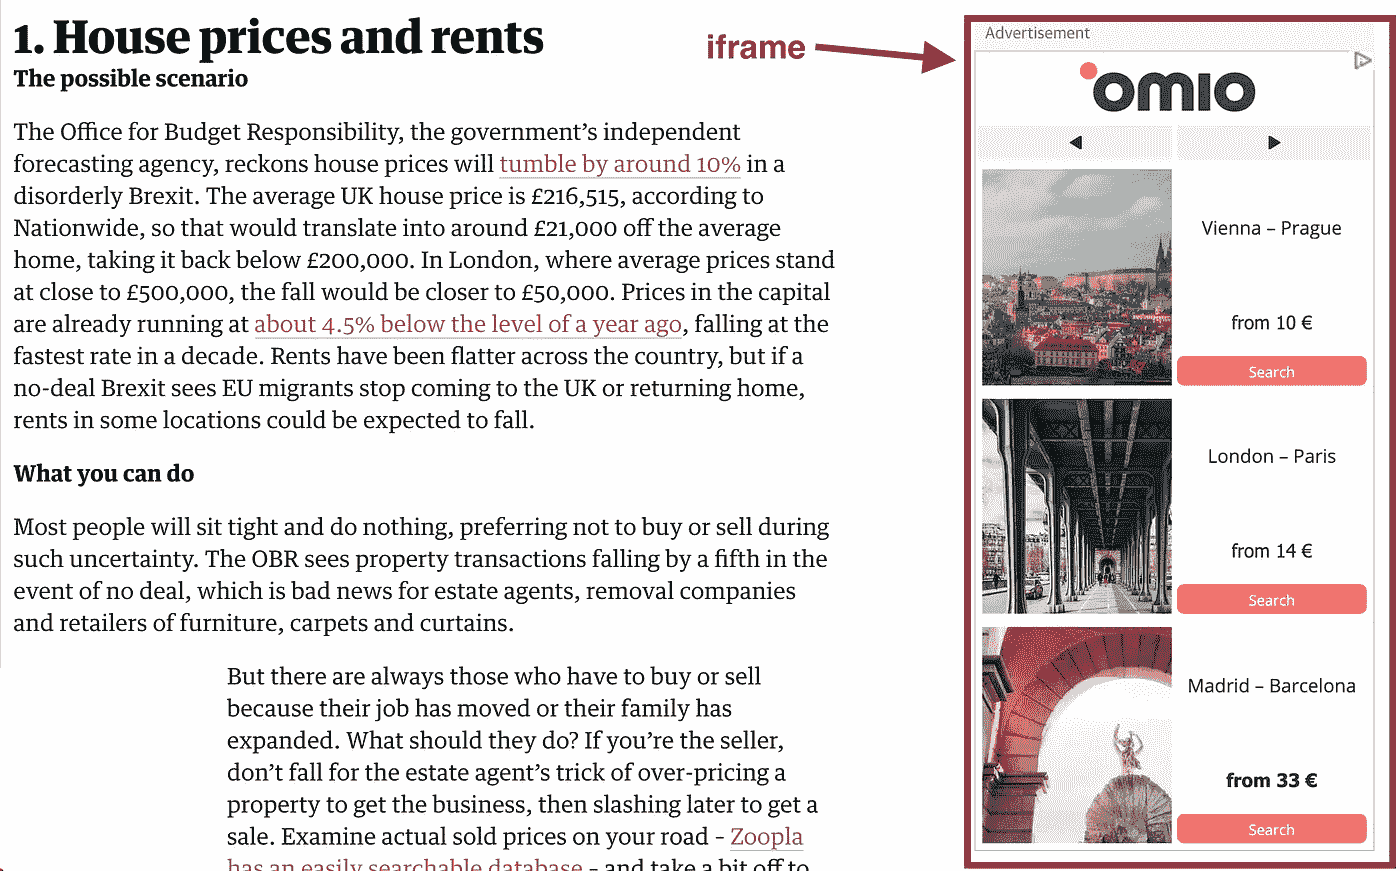 1. House prices and rents
The possible scenario
The Office for Budget Responsibility, the government’s independent
forecasting agency, reckons house prices will tumble by around 10% in a
disorderly Brexit. The average UK house price is £216,515, according to
Nationwide, so that would translate into around £21,000 off the average
home, taking it back below £200,000. In London, where average prices stand
at close to £500,000, the fall would be closer to £50,000. Prices in the capital
are already running at about 4.5% below the level of a year ago, falling at the
fastest rate in a decade. Rents have been flatter across the country, but if a
no-deal Brexit sees EU migrants stop coming to the UK or returning home,
rents in some locations could be expected to fall.
What you can do
Most people will sit tight and do nothing, preferring not to buy or sell during
such uncertainty. The OBR sees property transactions falling by a fifth in the
event of no deal, which is bad news for estate agents, removal companies
and retailers of furniture, carpets and curtains.
But there are always those who have to buy or sell
because their job has moved or their family has
expanded. What should they do? If you’re the seller,
don’t fall for the estate agent’s trick of over-pricing a
property to get the business, then slashing later to get a
sale. Examine actual sold prices on your road – Zoopla
has an easily searchable database – and take a bit off to
iframe
Advertisement
omio
Vienna – Prague
from 10 €
Search
London – Paris
from 14 €
Search
Madrid – Barcelona
from 33 €
Search